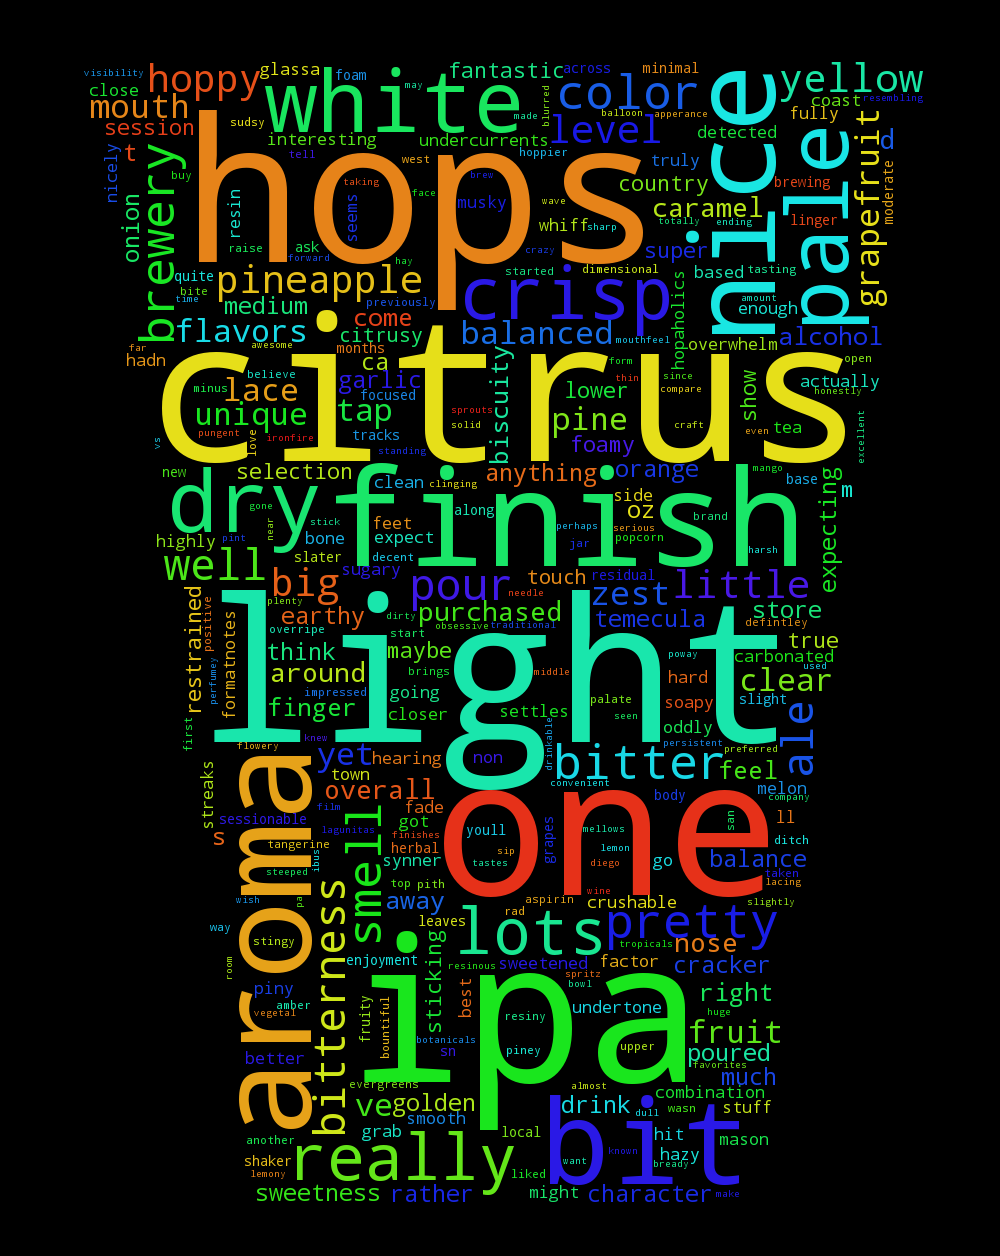 visibility
hoppy
glassa
foam
fantastic
across
minimal
yellow
close
white
may
color
nice
coast
resembling
mouth
made
blurred
balloon
apperance
fully
session
sudsy
hops
interesting
undercurrents
level
detected
grapefruit
d
t
tell
west
hoppier
truly
pale
nicely
brewery
buy
taking
face
brew
musky
country
brewing
moderate
onion
resin
seems
wave
caramel
linger
whiff
sharp
totally
ending
raise
ask
forward
hay
crazy
super
quite
pineapple
crisp
started
dimensional
hopaholics
based
tasting
bite
time
medium
previously
amount
enough
flavors
come
citrusy
balanced
mouthfeel
overwhelm
alcohol
far
awesome
months
hadn
citrus
ca
biscuity
form
open
believe
garlic
thin
since
show
actually
minus
lace
focused
lower
compare
honestly
unique
tap
sprouts
solid
pine
craft
tea
pungent
love
ironfire
tracks
foamy
even
excellent
vs
standing
new
selection
clean
clinging
anything
orange
mango
base
m
dry
finish
side
expecting
gone
stick
along
oz
brand
near
pint
feet
perhaps
serious
highly
bone
expect
jar
popcorn
harsh
well
slater
decent
sugary
big
pour
touch
residual
little
needle
zest
restrained
positive
plenty
dirty
purchased
store
earthy
obsessive
traditional
temecula
defintley
formatnotes
overripe
start
light
true
think
maybe
poway
carbonated
around
brings
middle
used
perfumey
impressed
going
palate
hard
slight
clear
finger
closer
settles
seen
soapy
first
knew
oddly
ale
flowery
yet
hearing
non
drinkable
persistent
preferred
aroma
town
bitter
feel
streaks
overall
convenient
melon
film
fade
one
body
company
sessionable
smell
got
lagunitas
finishes
youll
grapes
mellows
san
ll
s
tangerine
ibus
herbal
lemon
ditch
steeped
synner
tastes
sip
diego
go
balance
taken
bitterness
top
pith
wine
lacing
wish
pa
away
aspirin
crushable
slightly
way
leaves
rad
pretty
stingy
lots
tropicals
nose
enjoyment
sticking
room
resinous
sweetened
factor
cracker
piny
spritz
bowl
amber
fruity
bountiful
best
undertone
right
vegetal
ipa
resiny
huge
botanicals
fruit
better
sn
piney
upper
poured
favorites
evergreens
almost
much
ve
golden
drink
combination
smooth
bit
dull
wasn
stuff
another
grab
local
hit
mason
really
hazy
shaker
want
known
bready
lemony
liked
sweetness
rather
might
character
make